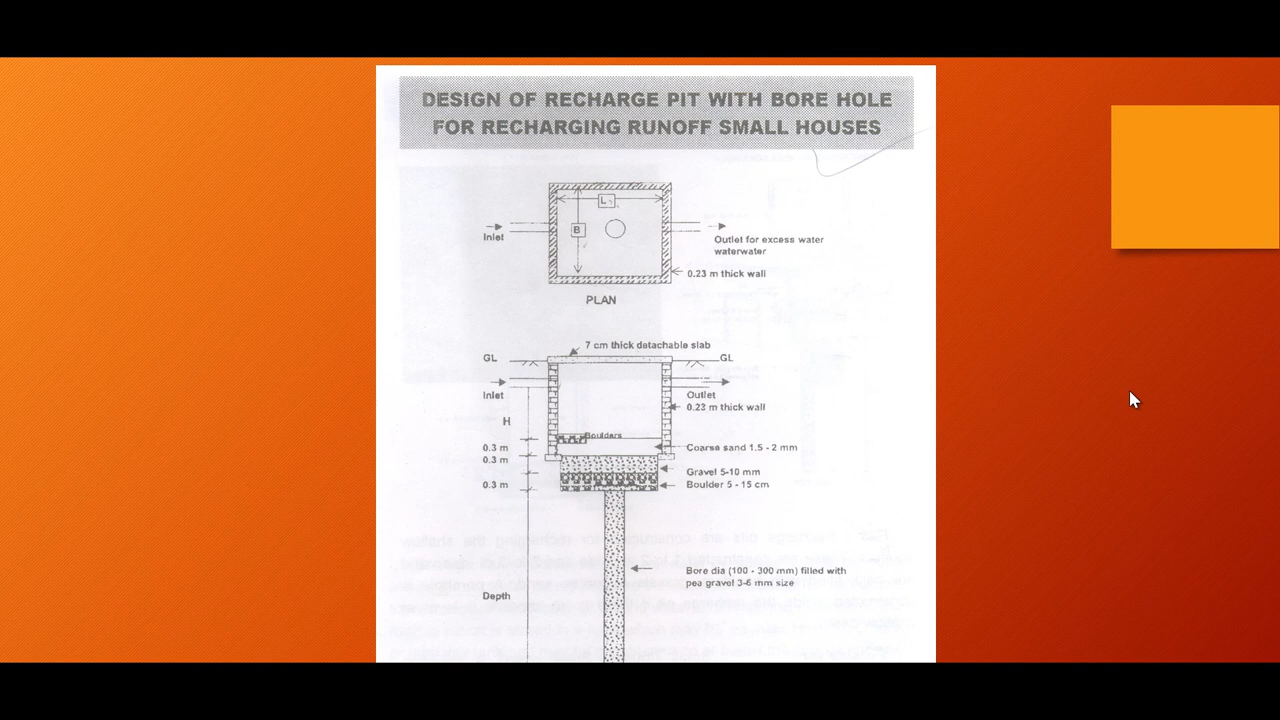 DESIGN OF RECHARGE PIT WITH BORE HOLE
FOR RECHARGING RUNOFF SMALL HOUSES
L
B
Inlet
Outlet for excess water
waterwater
0.23 m thick wall
PLAN
7 cm thick detachable slab
GL
GL
Inlet
Outlet
0.23 m thick wall
H
Boulders
0.3 m
Coarse sand 1.5 - 2 mm
0.3 m
Gravel 5-10 mm
0.3 m
Boulder 5 - 15 cm
Bore dia (100 - 300 mm) filled with
pea gravel 3-6 mm size
Depth